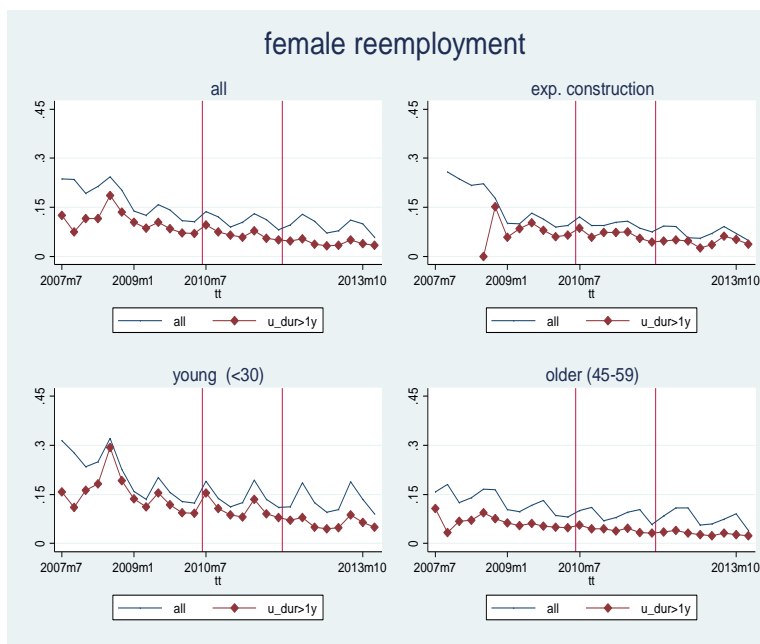 female reemployment
all
exp. construction
.45
.3
.15
0
2007m7 2009m1 2010m7 2013m10
tt
all u_dur>1y
.45
.3
.15
0
2007m7 2009m1 2010m7 2013m10
tt
all u_dur>1y
young (<30)
older (45-59)
.45
.3
.15
0
2007m7 2009m1 2010m7 2013m10
tt
all u_dur>1y
.45
.3
.15
0
2007m7 2009m1 2010m7 2013m10
tt
all u_dur>1y